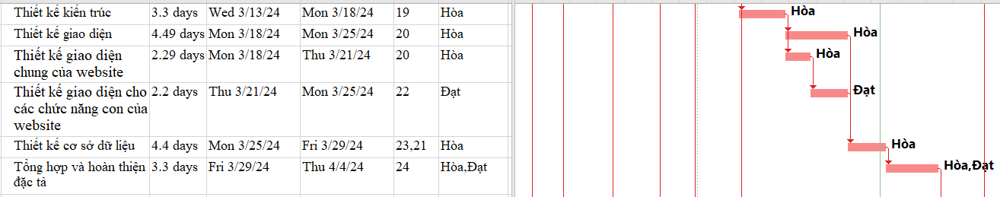 Thiết kế kiến trúc 3.3 days Wed 3/13/24 Mon 3/18/24 19 Hòa Hòa
Thiết kế giao diện 4.49 days Mon 3/18/24 Mon 3/25/24 20 Hòa Hòa
Thiết kế giao diện 2.29 days Mon 3/18/24 Thu 3/21/24 20 Hòa Hòa
chung của website
Thiết kế giao diện cho 2.2 days Thu 3/21/24 Mon 3/25/24 22 Đạt Đạt
các chức năng con của
website
Thiết kế cơ sở dữ liệu 4.4 days Mon 3/25/24 Fri 3/29/24 23,21 Hòa Hòa
Tổng hợp và hoàn thiện 3.3 days Fri 3/29/24 Thu 4/4/24 24 Hòa,Đạt Hòa,Đạt
đặc tả